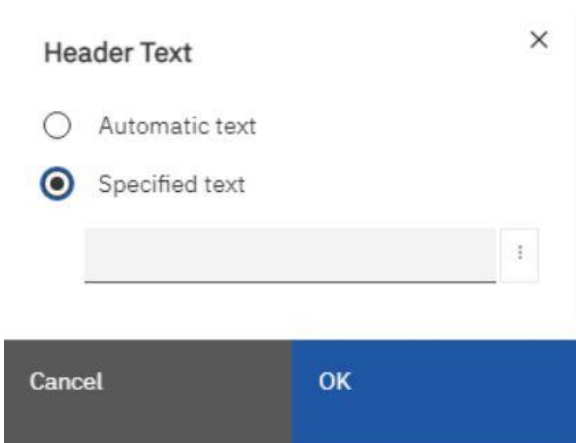 Header Text
Automatic text
Specified text
Cancel
OK